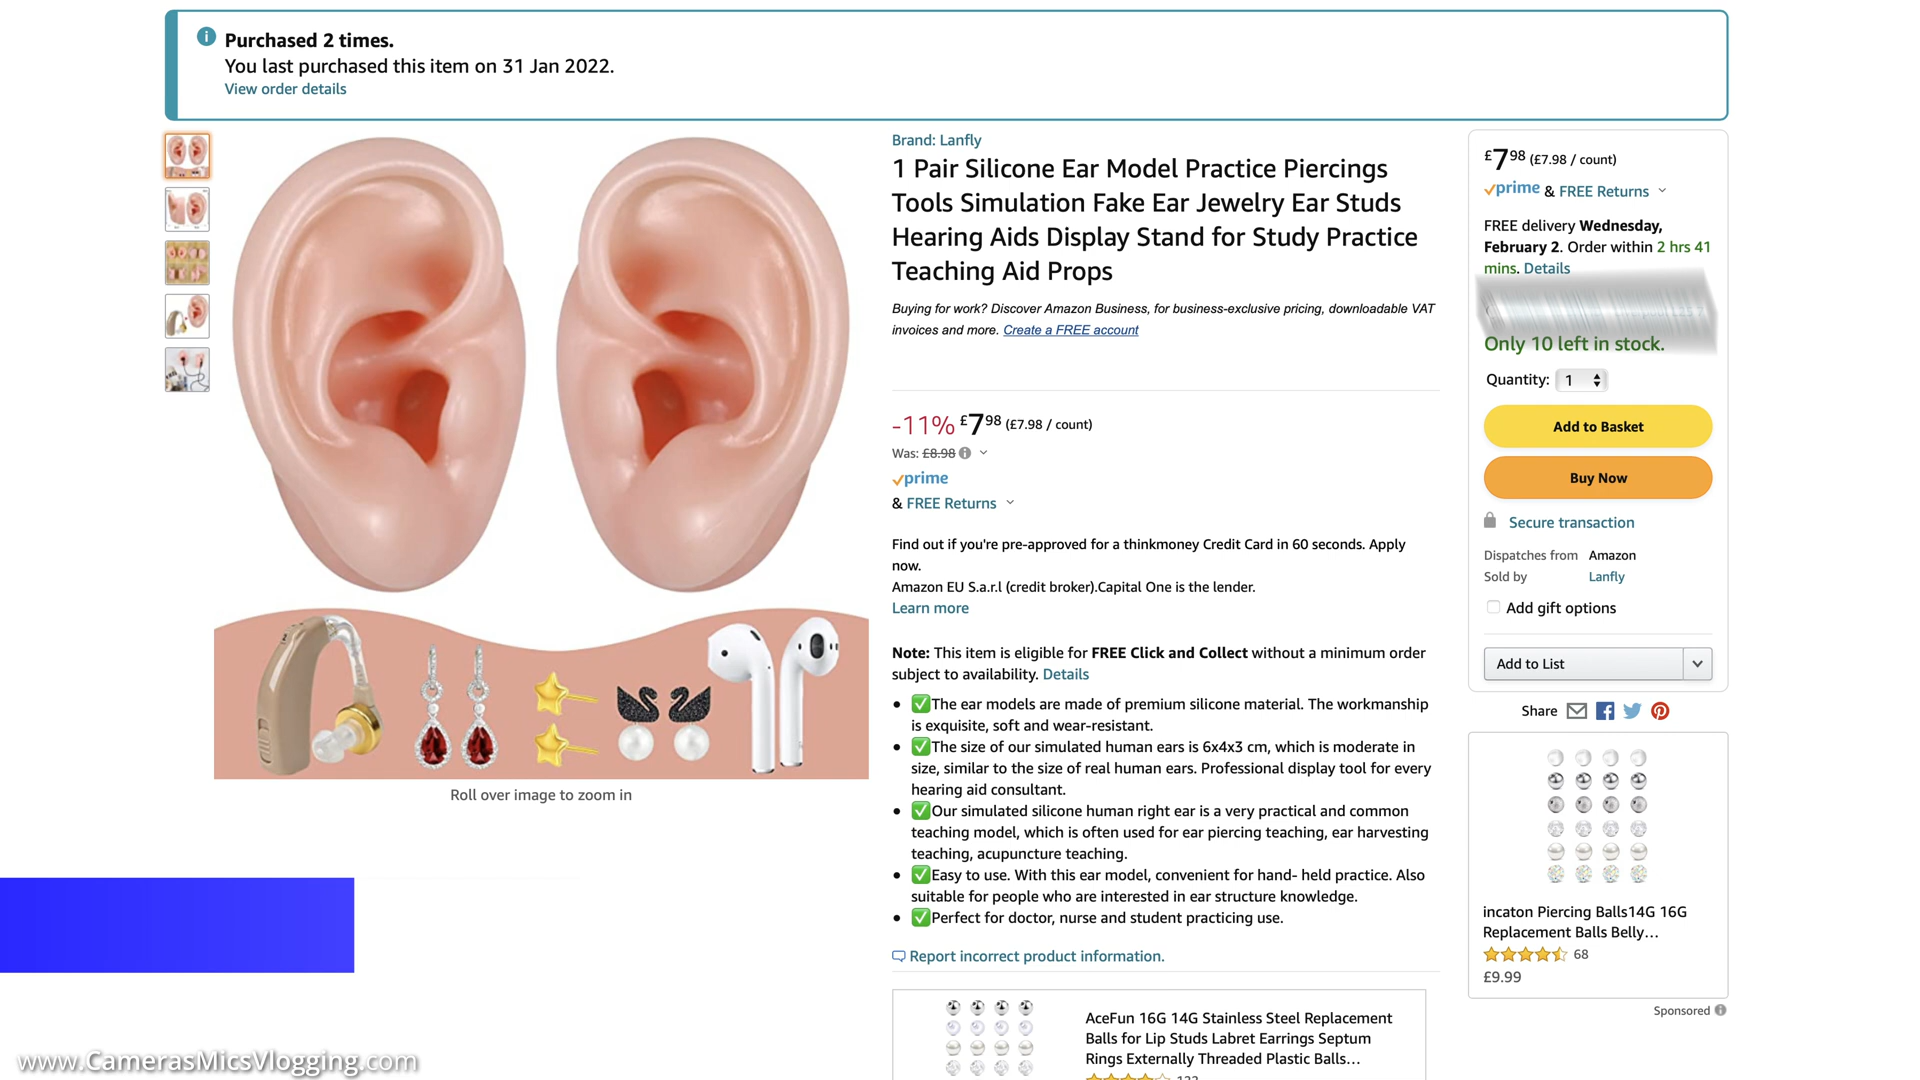 Purchased 2 times.
You last purchased this item on 31 Jan 2022.
View order details
Roll over image to zoom in
Brand: Lanfly
1 Pair Silicone Ear Model Practice Piercings
Tools Simulation Fake Ear Jewelry Ear Studs
Hearing Aids Display Stand for Study Practice
Teaching Aid Props
Buying for work? Discover Amazon Business, for business-exclusive pricing, downloadable VAT
invoices and more. Create a FREE account
-11% £7⁹⁸ (£7.98 / count)
Was: £8.98
prime
& FREE Returns
Find out if you're pre-approved for a thinkmoney Credit Card in 60 seconds. Apply
now.
Amazon EU S.a.r.l (credit broker).Capital One is the lender.
Learn more
Note: This item is eligible for FREE Click and Collect without a minimum order
subject to availability. Details
• ✅The ear models are made of premium silicone material. The workmanship
is exquisite, soft and wear-resistant.
• ✅The size of our simulated human ears is 6x4x3 cm, which is moderate in
size, similar to the size of real human ears. Professional display tool for every
hearing aid consultant.
• ✅Our simulated silicone human right ear is a very practical and common
teaching model, which is often used for ear piercing teaching, ear harvesting
teaching, acupuncture teaching.
• ✅Easy to use. With this ear model, convenient for hand- held practice. Also
suitable for people who are interested in ear structure knowledge.
• ✅Perfect for doctor, nurse and student practicing use.
Report incorrect product information.
AceFun 16G 14G Stainless Steel Replacement
Balls for Lip Studs Labret Earrings Septum
Rings Externally Threaded Plastic Balls...
£7⁹⁸ (£7.98 / count)
prime & FREE Returns
FREE delivery Wednesday,
February 2. Order within 2 hrs 41
mins. Details
Only 10 left in stock.
Quantity: 1
Add to Basket
Buy Now
Secure transaction
Dispatches from Amazon
Sold by Lanfly
Add gift options
Add to List
Share
incaton Piercing Balls14G 16G
Replacement Balls Belly...
68
£9.99
Sponsored
www.CamerasMicsVlogging.com